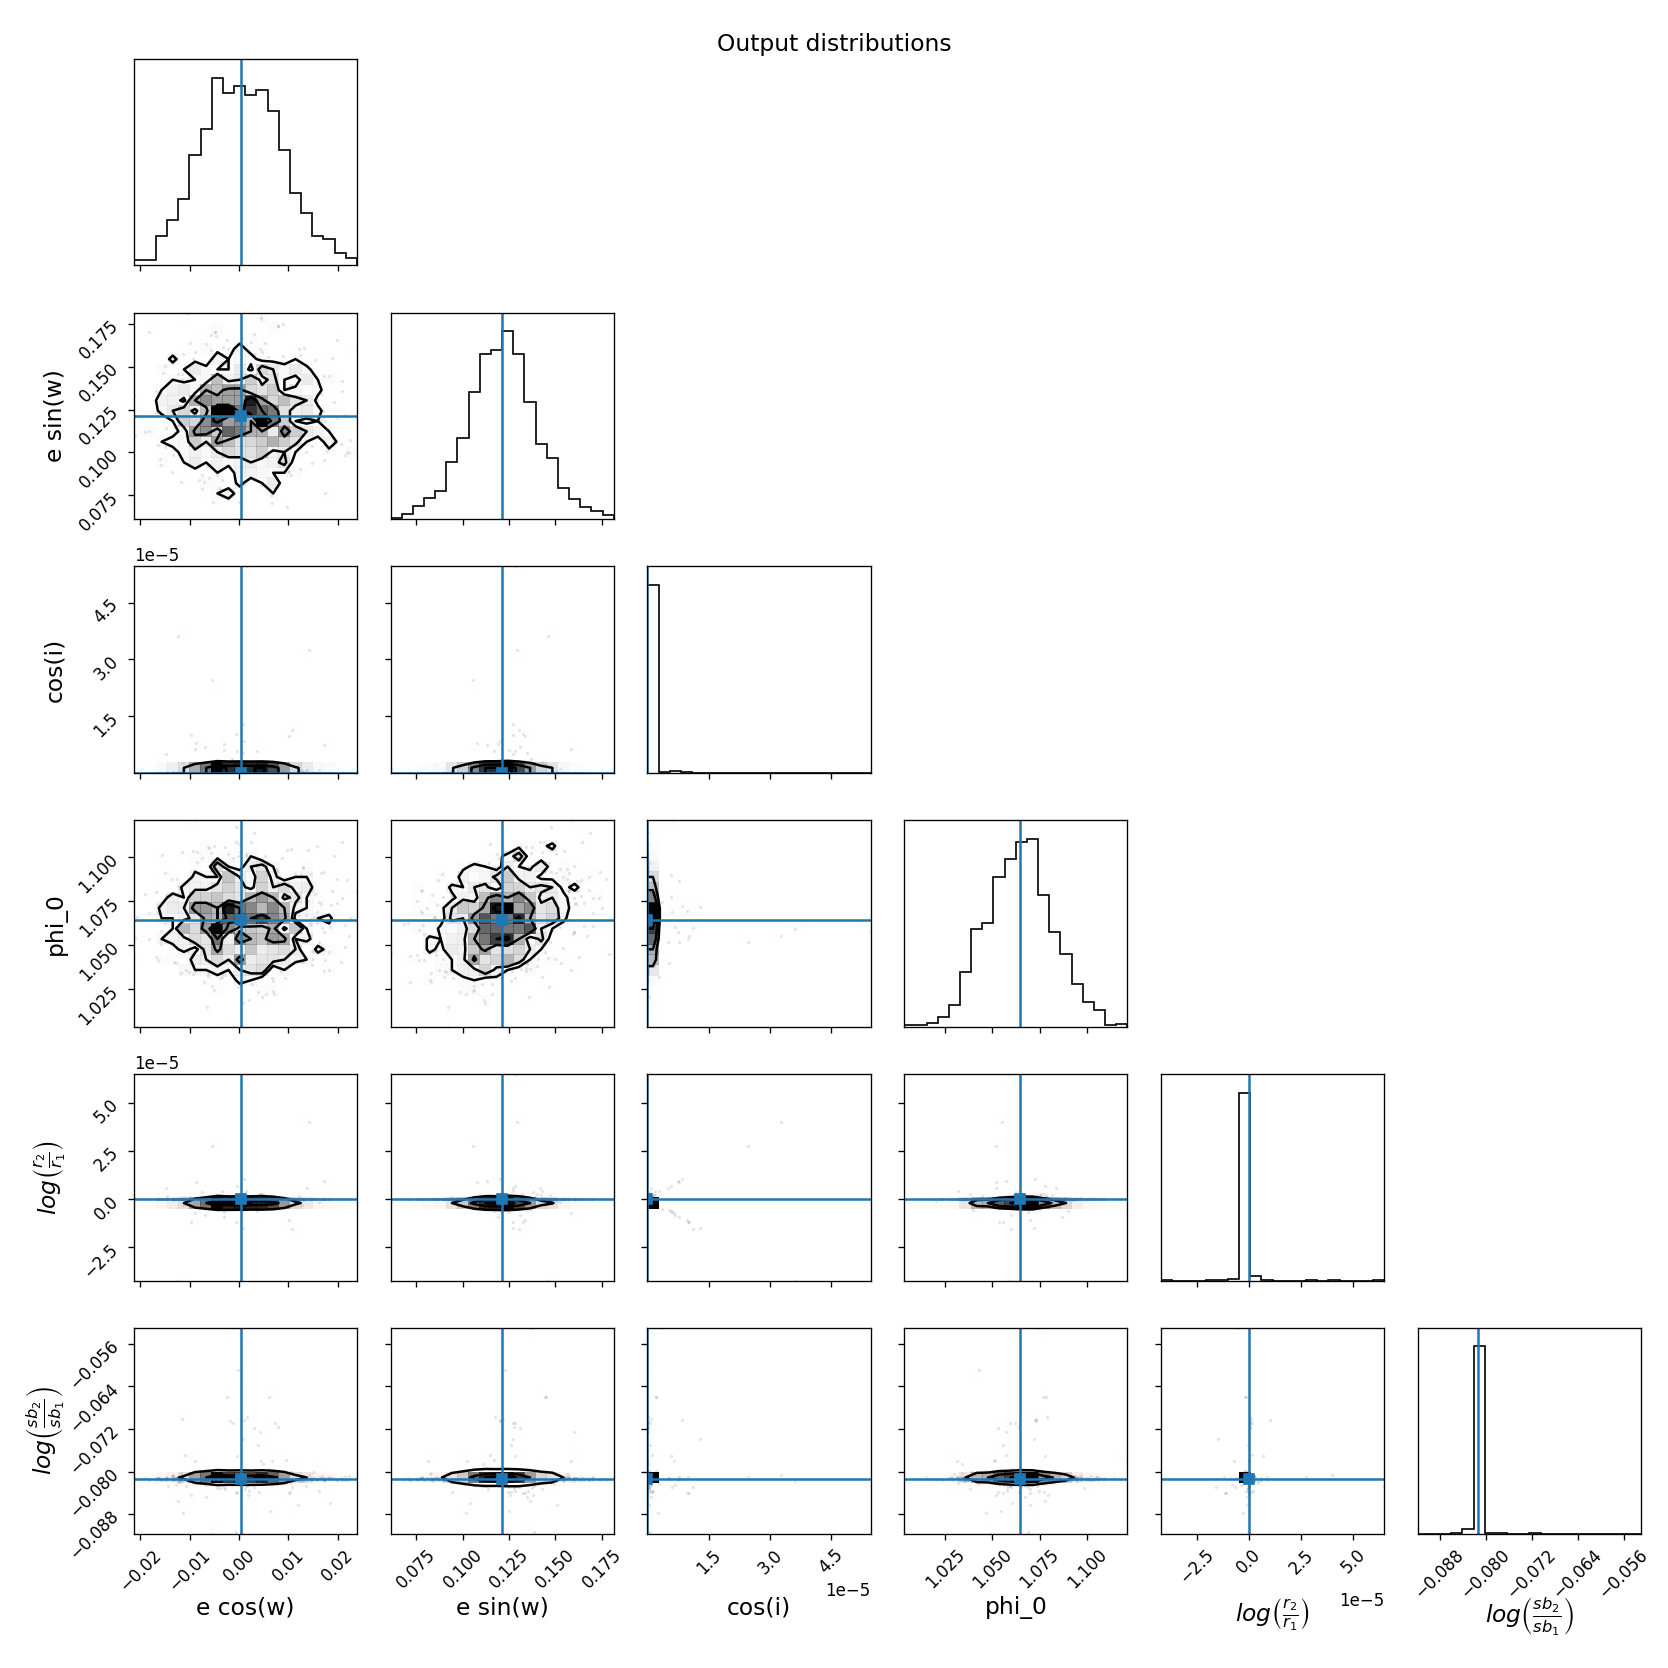 Output distributions
e sin(w)
0.175
0.150
0.125
0.100
0.075
1e−5
cos(i)
4.5
3.0
1.5
phi_0
1.100
1.075
1.050
1.025
1e−5
log(r2/r1)
5.0
2.5
0.0
−2.5
log(sb2/sb1)
−0.056
−0.064
−0.072
−0.080
−0.088
−0.02 −0.01 0.00 0.01 0.02 0.075 0.100 0.125 0.150 0.175 1.5 3.0 4.5 1.025 1.050 1.075 1.100 −2.5 0.0 2.5 5.0 −0.088 −0.080 −0.072 −0.064 −0.056
1e−5 1e−5
e cos(w) e sin(w) cos(i) phi_0 log(r2/r1) log(sb2/sb1)